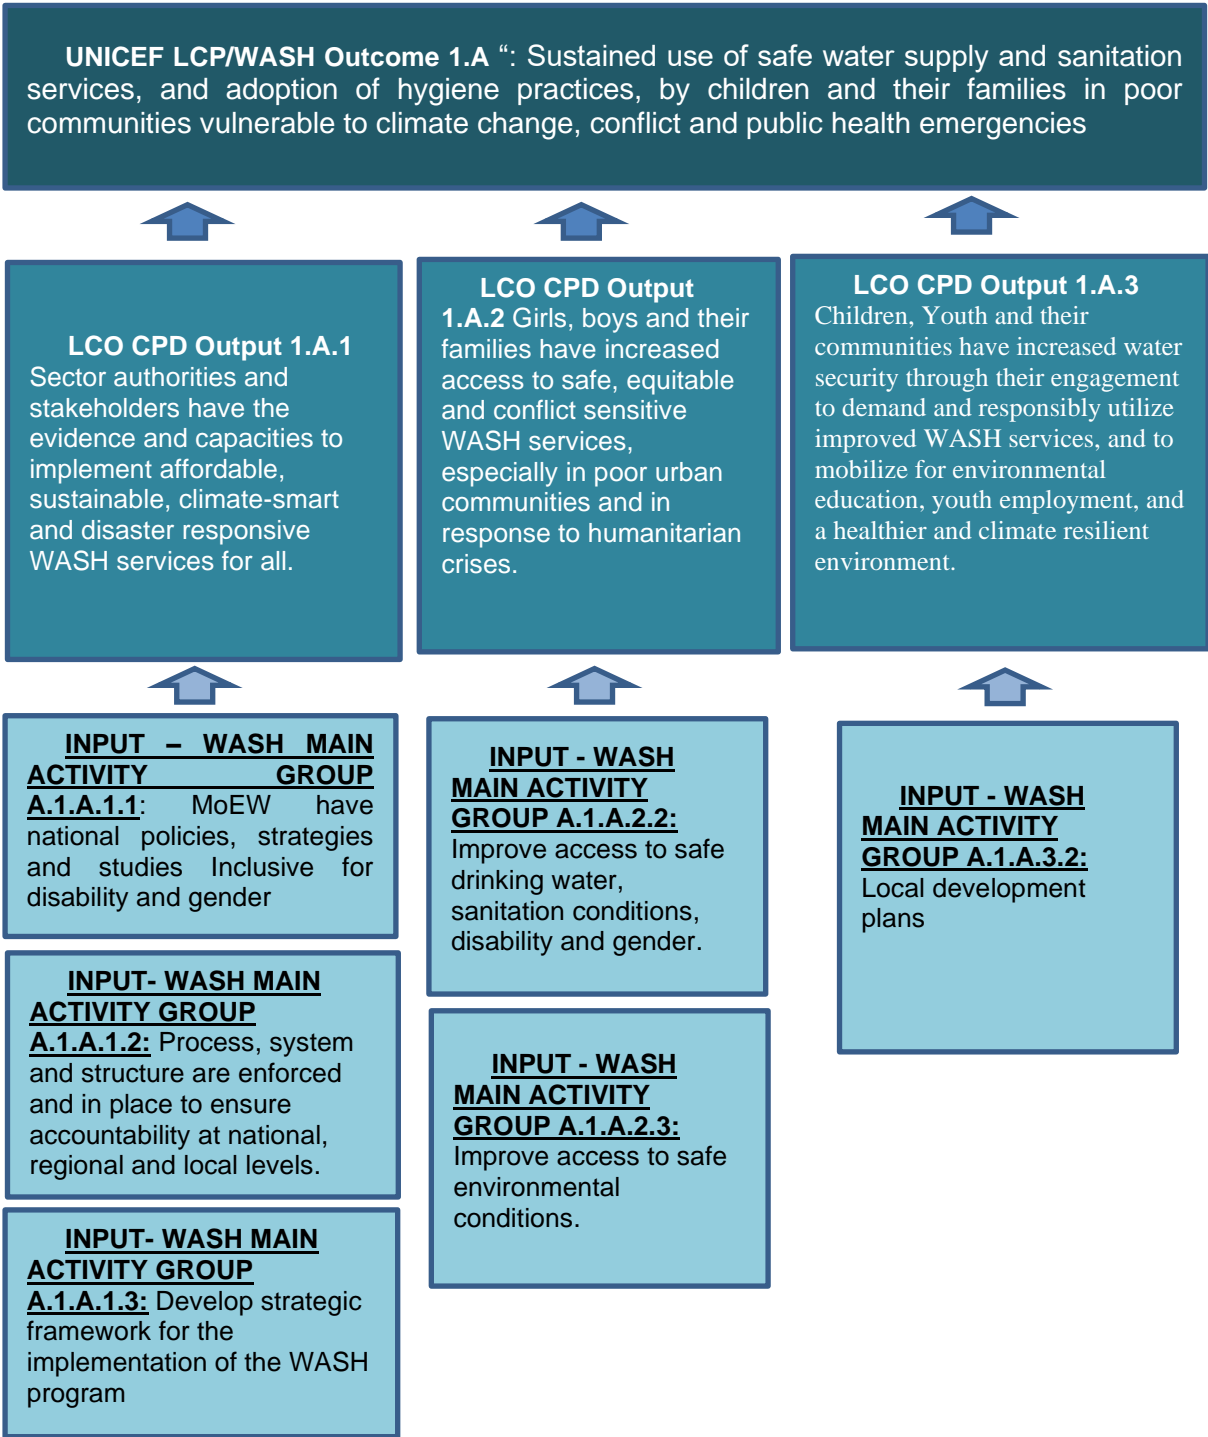 UNICEF LCP/WASH Outcome 1.A “: Sustained use of safe water supply and sanitation
services, and adoption of hygiene practices, by children and their families in poor
communities vulnerable to climate change, conflict and public health emergencies
LCO CPD Output 1.A.1
Sector authorities and
stakeholders have the
evidence and capacities to
implement affordable,
sustainable, climate-smart
and disaster responsive
WASH services for all.
LCO CPD Output
1.A.2 Girls, boys and their
families have increased
access to safe, equitable
and conflict sensitive
WASH services,
especially in poor urban
communities and in
response to humanitarian
crises.
LCO CPD Output 1.A.3
Children, Youth and their
communities have increased water
security through their engagement
to demand and responsibly utilize
improved WASH services, and to
mobilize for environmental
education, youth employment, and
a healthier and climate resilient
environment.
INPUT – WASH MAIN
ACTIVITY GROUP
A.1.A.1.1: MoEW have
national policies, strategies
and studies Inclusive for
disability and gender
INPUT- WASH MAIN
ACTIVITY GROUP
A.1.A.1.2: Process, system
and structure are enforced
and in place to ensure
accountability at national,
regional and local levels.
INPUT- WASH MAIN
ACTIVITY GROUP
A.1.A.1.3: Develop strategic
framework for the
implementation of the WASH
program
INPUT - WASH
MAIN ACTIVITY
GROUP A.1.A.2.2:
Improve access to safe
drinking water,
sanitation conditions,
disability and gender.
INPUT - WASH
MAIN ACTIVITY
GROUP A.1.A.2.3:
Improve access to safe
environmental
conditions.
INPUT - WASH
MAIN ACTIVITY
GROUP A.1.A.3.2:
Local development
plans